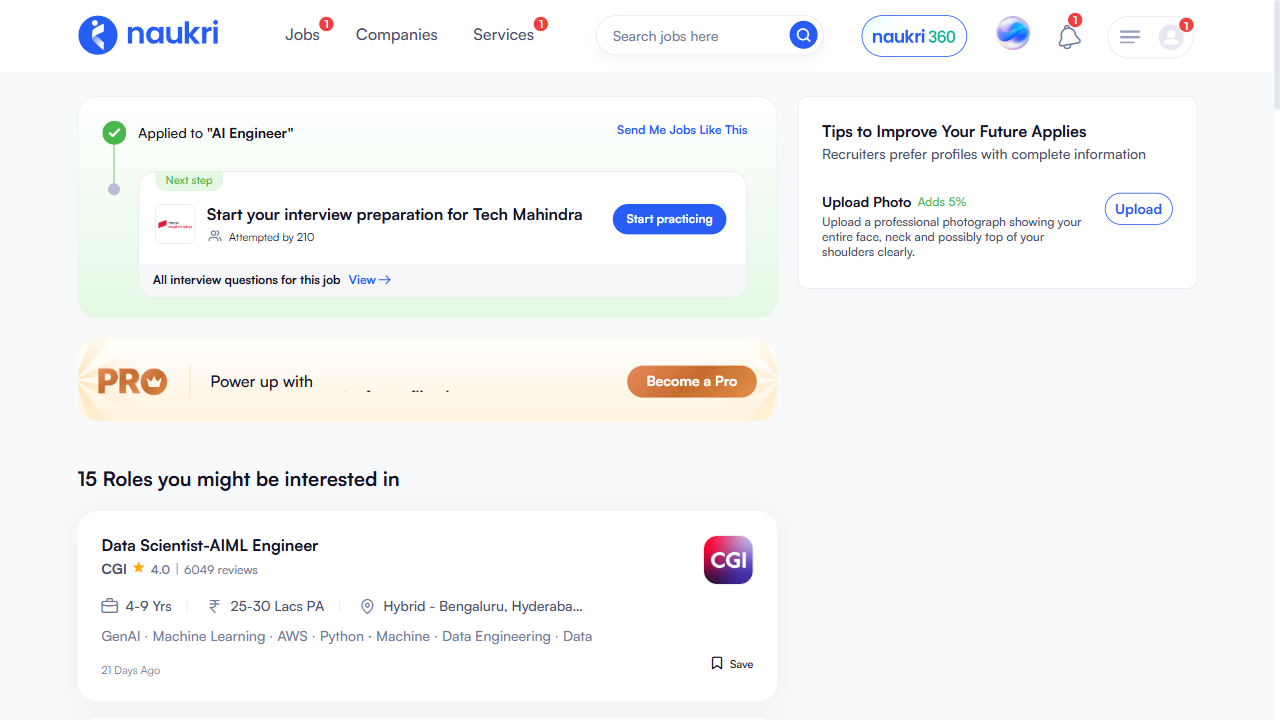 naukri
Jobs 1
Companies
Services 1
Search jobs here
naukri 360
1
1
Applied to "AI Engineer"
Send Me Jobs Like This
Next step
TECH
mahindra
Start your interview preparation for Tech Mahindra
Attempted by 210
Start practicing
All interview questions for this job View
Tips to Improve Your Future Applies
Recruiters prefer profiles with complete information
Upload Photo Adds 5%
Upload a professional photograph showing your
entire face, neck and possibly top of your
shoulders clearly.
Upload
PRO
Power up with
Become a Pro
15 Roles you might be interested in
Data Scientist-AIML Engineer
CGI 4.0 | 6049 reviews
CGI
4-9 Yrs
₹ 25-30 Lacs PA
Hybrid - Bengaluru, Hyderaba...
GenAI · Machine Learning · AWS · Python · Machine · Data Engineering · Data
21 Days Ago
Save